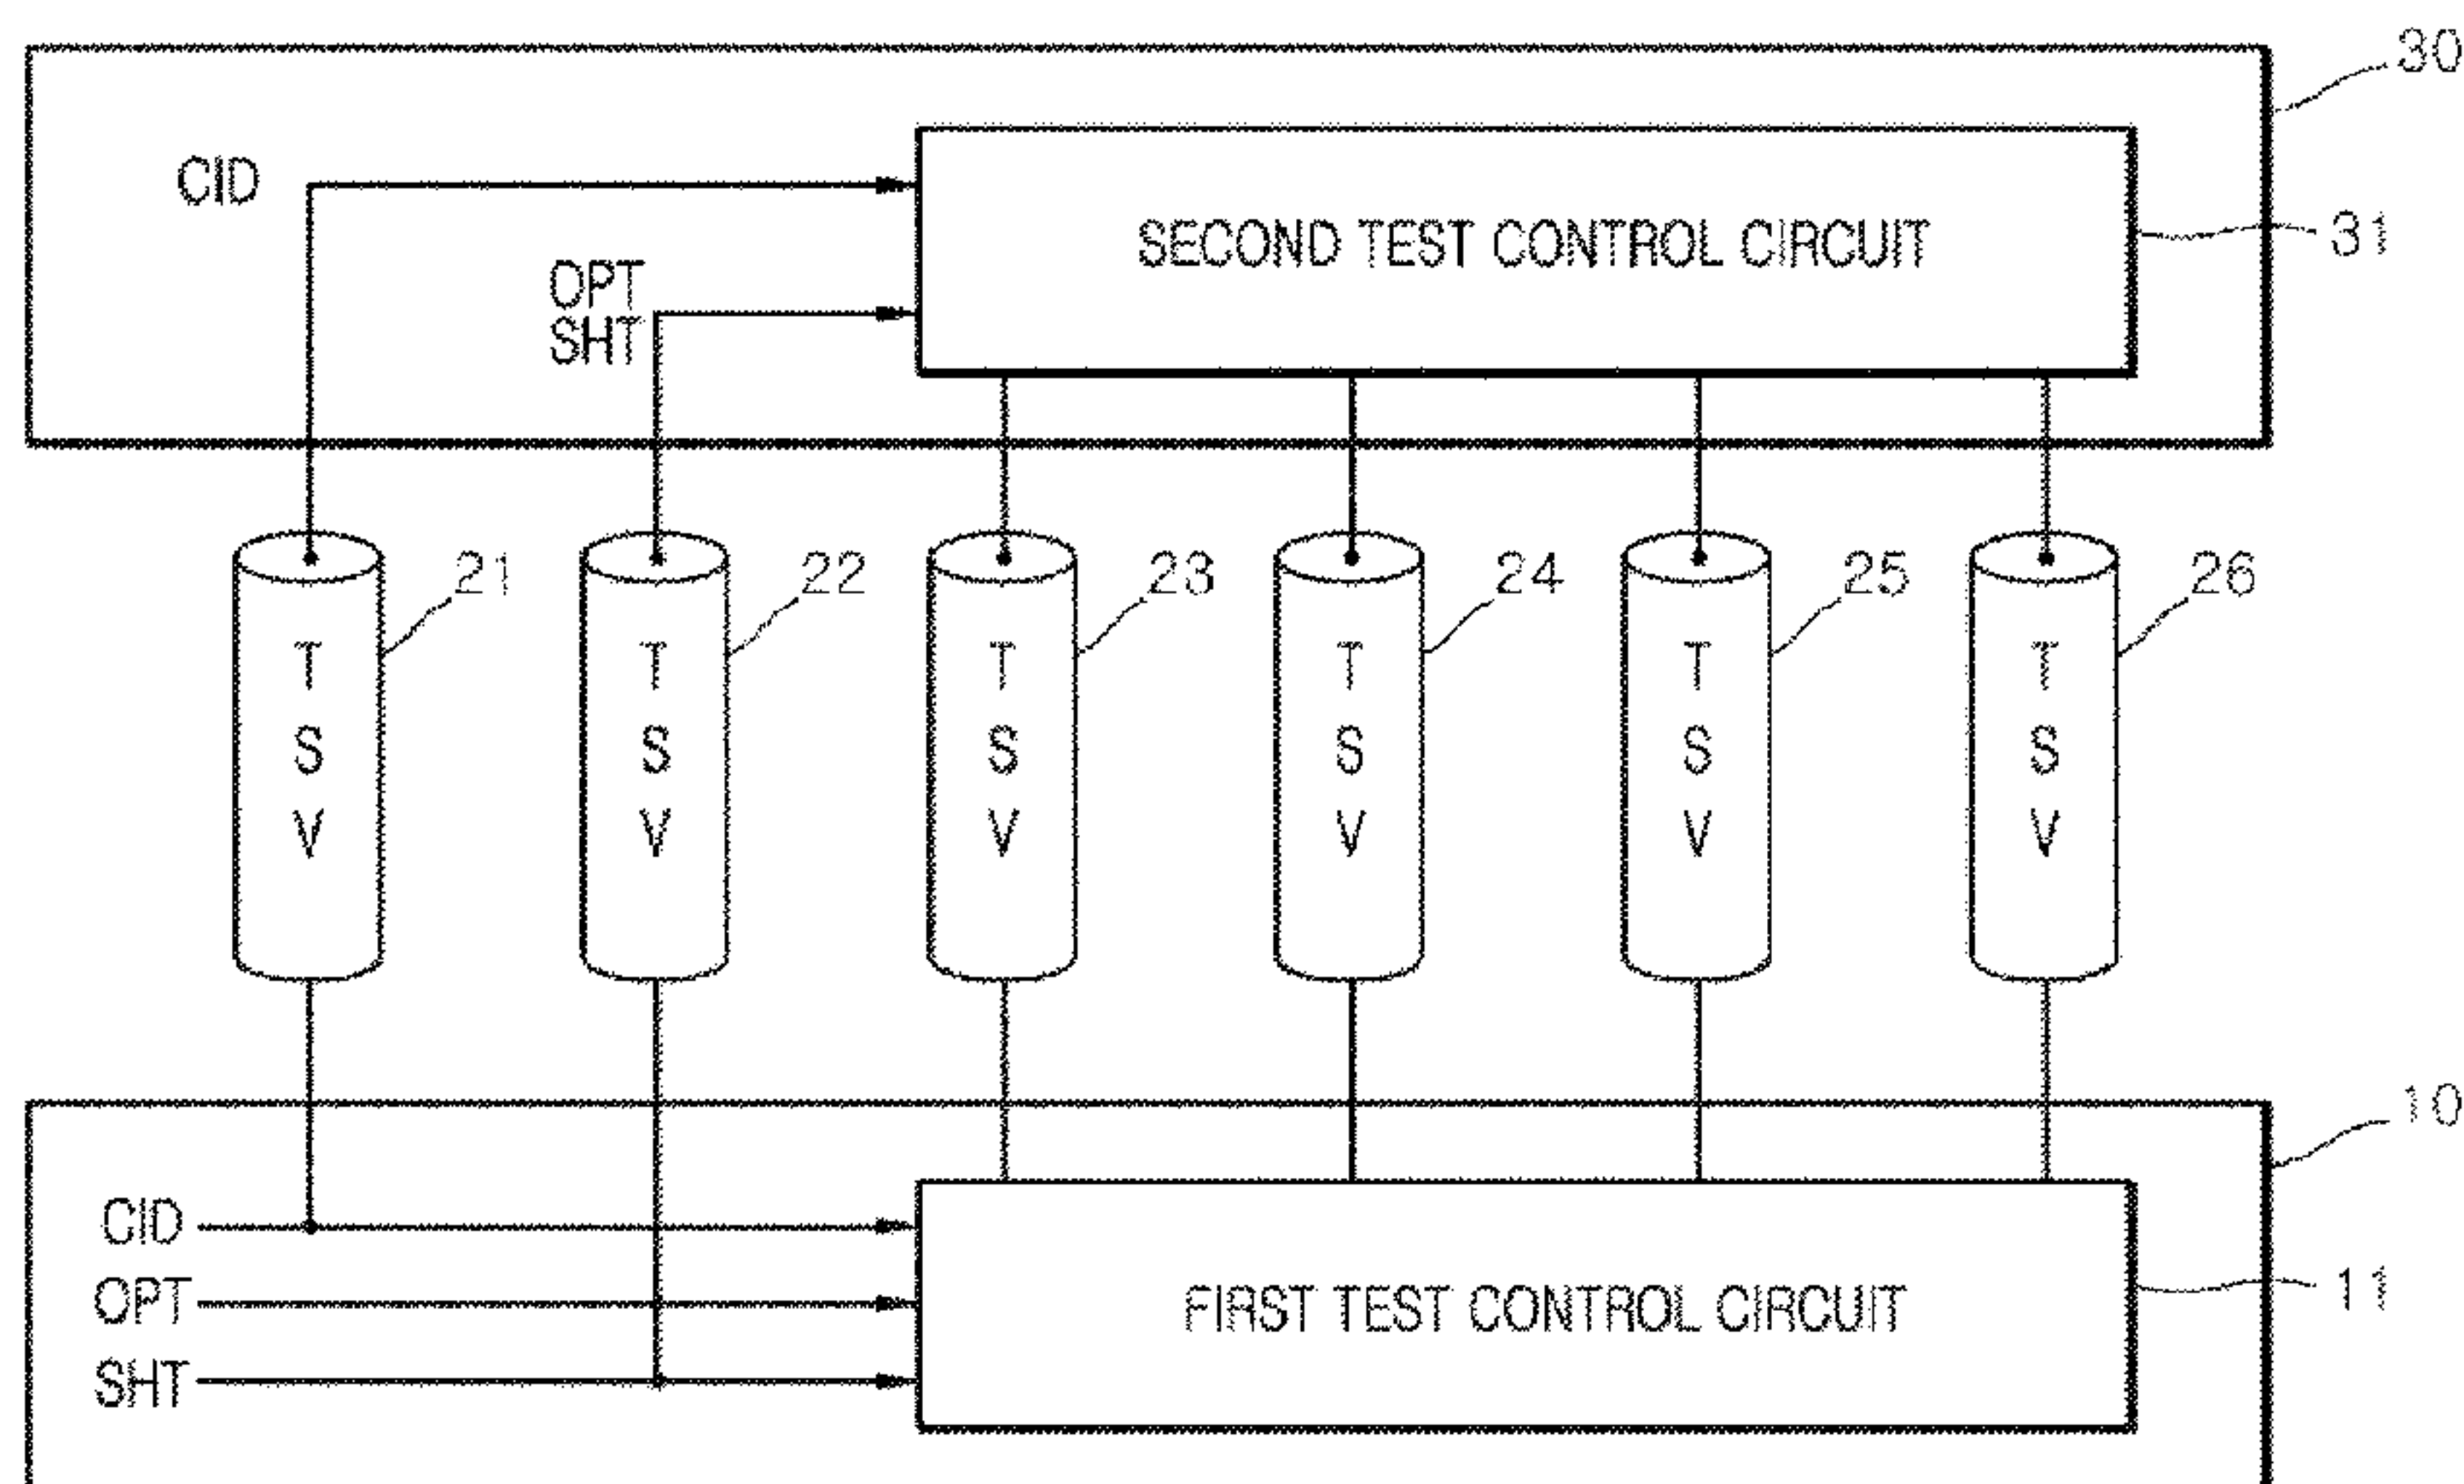 30
CID
SECOND TEST CONTROL CIRCUIT
31
OPT
SHT
21
22
23
24
25
26
T
S
V
T
S
V
T
S
V
T
S
V
T
S
V
T
S
V
10
CID
OPT
SHT
FIRST TEST CONTROL CIRCUIT
11